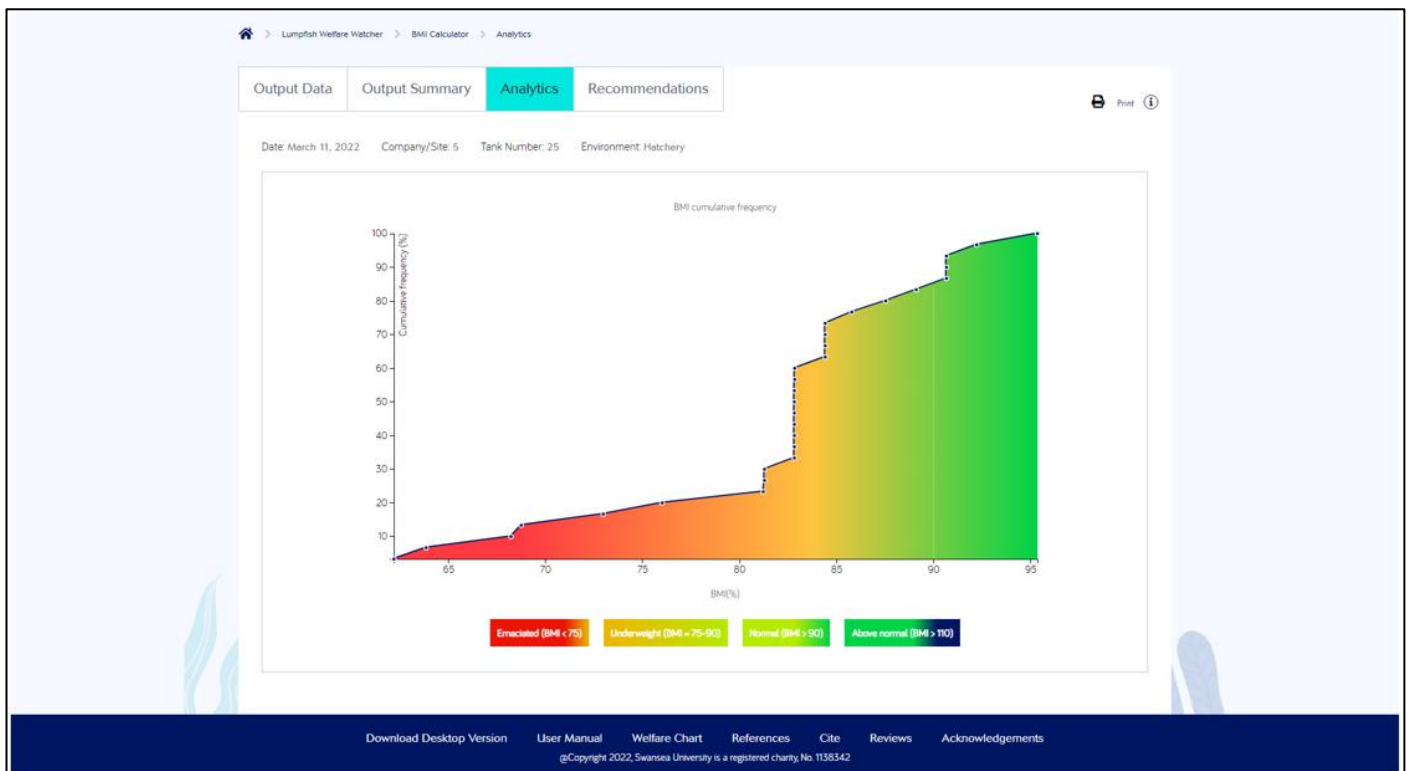 Lumpfish Welfare Watcher > BMI Calculator > Analytics
Output Data Output Summary Analytics Recommendations
Print
Date: March 11, 2022 Company/Site: 5 Tank Number: 25 Environment: Hatchery
BMI cumulative frequency
Cumulative frequency (%)
100
90
80
70
60
50
40
30
20
10
65 70 75 80 85 90 95
BMI(%)
Emaciated (BMI < 75) Underweight (BMI = 75-90) Normal (BMI > 90) Above normal (BMI > 110)
Download Desktop Version User Manual Welfare Chart References Cite Reviews Acknowledgements
@Copyright 2022, Swansea University is a registered charity, No. 1138342